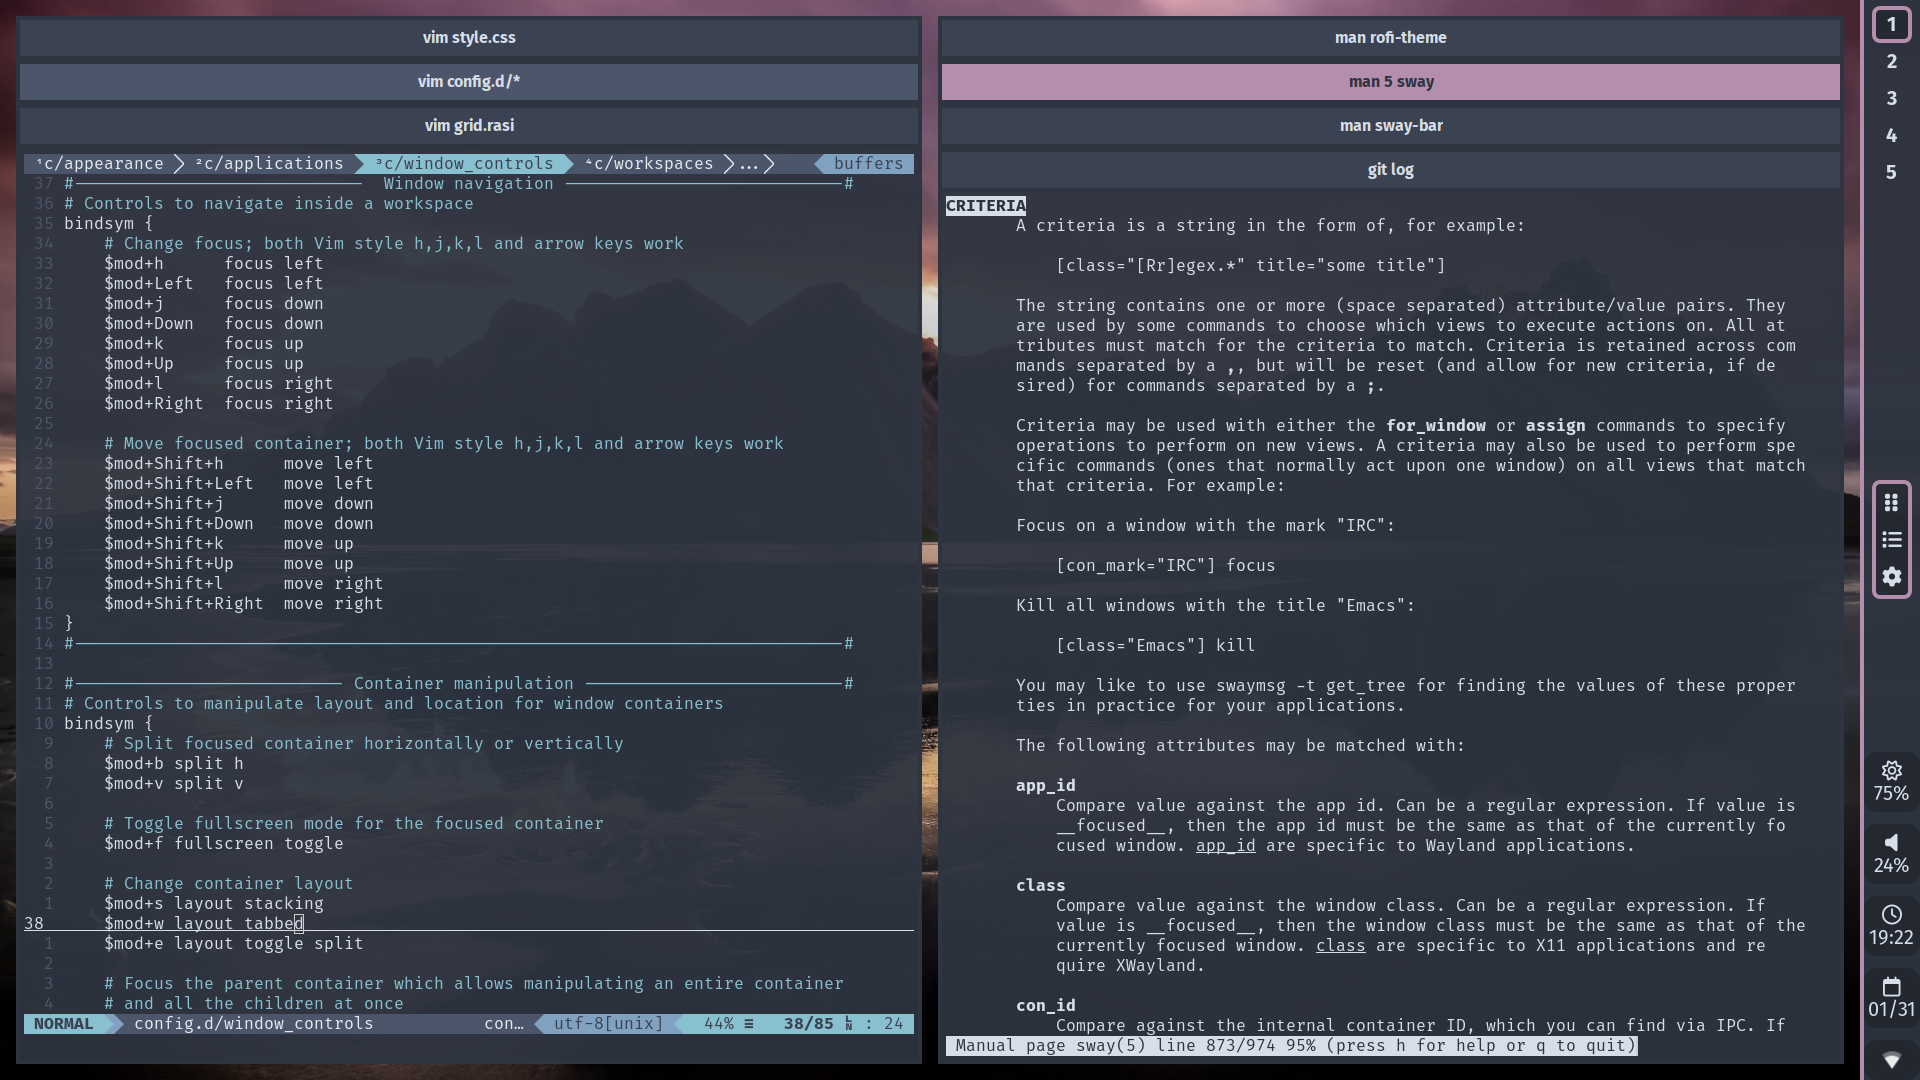 vim style.css
vim config.d/*
vim grid.rasi
¹c/appearance ²c/applications ³c/window_controls ⁴c/workspaces ... buffers
37 #───────────────────────────── Window navigation ────────────────────────────#
36 # Controls to navigate inside a workspace
35 bindsym {
34     # Change focus; both Vim style h,j,k,l and arrow keys work
33     $mod+h      focus left
32     $mod+Left   focus left
31     $mod+j      focus down
30     $mod+Down   focus down
29     $mod+k      focus up
28     $mod+Up     focus up
27     $mod+l      focus right
26     $mod+Right  focus right
25
24     # Move focused container; both Vim style h,j,k,l and arrow keys work
23     $mod+Shift+h      move left
22     $mod+Shift+Left   move left
21     $mod+Shift+j      move down
20     $mod+Shift+Down   move down
19     $mod+Shift+k      move up
18     $mod+Shift+Up     move up
17     $mod+Shift+l      move right
16     $mod+Shift+Right  move right
15 }
14 #─────────────────────────────────────────────────────────────────────────────#
13
12 #─────────────────────────── Container manipulation ──────────────────────────#
11 # Controls to manipulate layout and location for window containers
10 bindsym {
9     # Split focused container horizontally or vertically
8     $mod+b split h
7     $mod+v split v
6
5     # Toggle fullscreen mode for the focused container
4     $mod+f fullscreen toggle
3
2     # Change container layout
1     $mod+s layout stacking
38     $mod+w layout tabbed
1     $mod+e layout toggle split
2
3     # Focus the parent container which allows manipulating an entire container
4     # and all the children at once
NORMAL config.d/window_controls con… utf-8[unix] 44% ≡ 38/85 ㏑ : 24
man rofi-theme
man 5 sway
man sway-bar
git log
CRITERIA
A criteria is a string in the form of, for example:
[class="[Rr]egex.*" title="some title"]
The string contains one or more (space separated) attribute/value pairs. They
are used by some commands to choose which views to execute actions on. All at
tributes must match for the criteria to match. Criteria is retained across com
mands separated by a ,, but will be reset (and allow for new criteria, if de
sired) for commands separated by a ;.
Criteria may be used with either the for_window or assign commands to specify
operations to perform on new views. A criteria may also be used to perform spe
cific commands (ones that normally act upon one window) on all views that match
that criteria. For example:
Focus on a window with the mark "IRC":
[con_mark="IRC"] focus
Kill all windows with the title "Emacs":
[class="Emacs"] kill
You may like to use swaymsg -t get_tree for finding the values of these proper
ties in practice for your applications.
The following attributes may be matched with:
app_id
Compare value against the app id. Can be a regular expression. If value is
__focused__, then the app id must be the same as that of the currently fo
cused window. app_id are specific to Wayland applications.
class
Compare value against the window class. Can be a regular expression. If
value is __focused__, then the window class must be the same as that of the
currently focused window. class are specific to X11 applications and re
quire XWayland.
con_id
Compare against the internal container ID, which you can find via IPC. If
Manual page sway(5) line 873/974 95% (press h for help or q to quit)
1
2
3
4
5
75%
24%
19:22
01/31